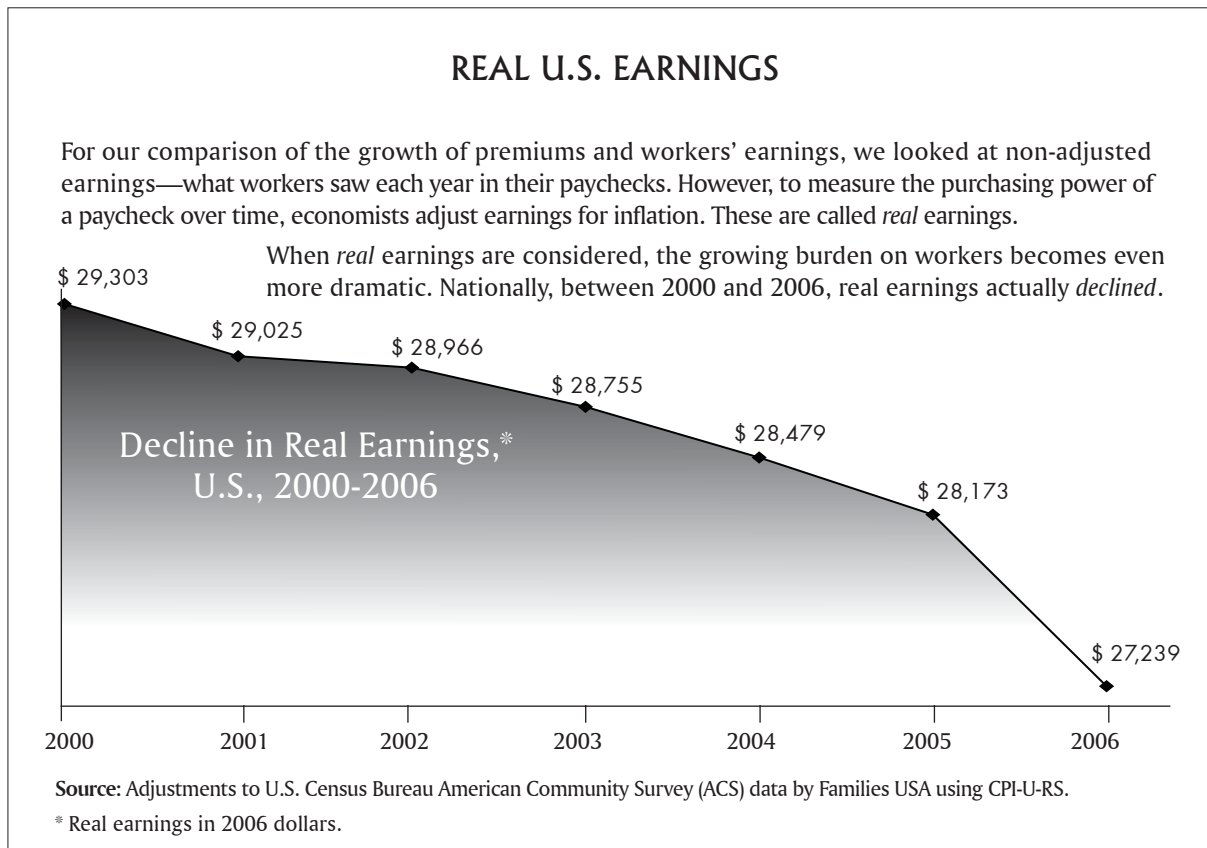 REAL U.S. EARNINGS
For our comparison of the growth of premiums and workers’ earnings, we looked at non-adjusted
earnings—what workers saw each year in their paychecks. However, to measure the purchasing power of
a paycheck over time, economists adjust earnings for inflation. These are called real earnings.
When real earnings are considered, the growing burden on workers becomes even
more dramatic. Nationally, between 2000 and 2006, real earnings actually declined.
$ 29,303
$ 29,025
$ 28,966
$ 28,755
$ 28,479
$ 28,173
$ 27,239
Decline in Real Earnings,*
U.S., 2000-2006
2000 2001 2002 2003 2004 2005 2006
Source: Adjustments to U.S. Census Bureau American Community Survey (ACS) data by Families USA using CPI-U-RS.
* Real earnings in 2006 dollars.